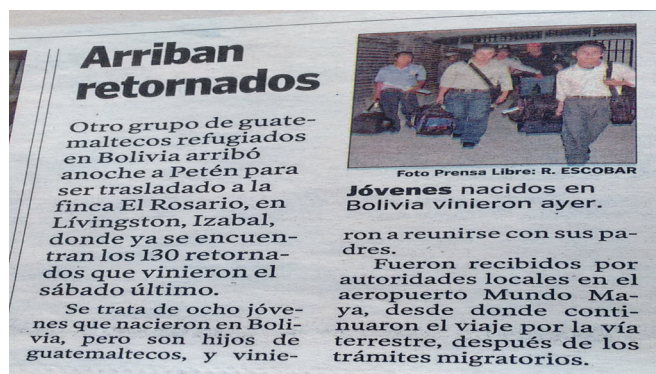 Arriban
retornados
Otro grupo de guate-
maltecos refugiados
en Bolivia arribó
anoche a Petén para
ser trasladado a la
finca El Rosario, en
Lívingston, Izabal,
donde ya se encuen-
tran los 130 retorna-
dos que vinieron el
sábado último.
Se trata de ocho jóve-
nes que nacieron en Boli-
via, pero son hijos de
guatemaltecos, y vinie-
Foto Prensa Libre: R. ESCOBAR
Jóvenes nacidos en
Bolivia vinieron ayer.
ron a reunirse con sus pa-
dres.
Fueron recibidos por
autoridades locales en el
aeropuerto Mundo Ma-
ya, desde donde conti-
nuaron el viaje por la vía
terrestre, después de los
trámites migratorios.